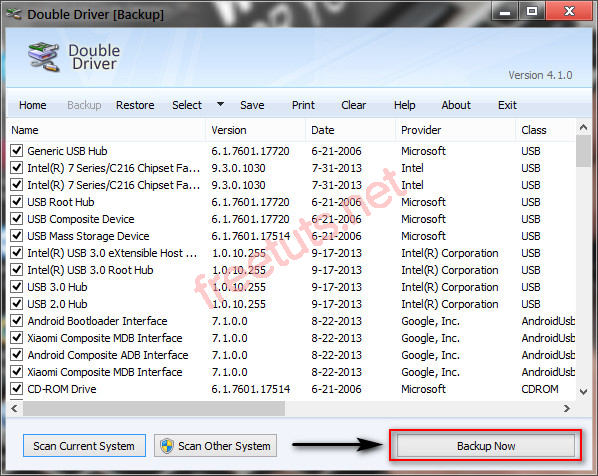 Double Driver [Backup]
Double
Driver
Version 4.1.0
Home Backup Restore Select Save Print Clear Help About Exit
Name Version Date Provider Class
Generic USB Hub 6.1.7601.17720 6-21-2006 Microsoft USB
Intel(R) 7 Series/C216 Chipset Fa... 9.3.0.1030 7-31-2013 Intel USB
Intel(R) 7 Series/C216 Chipset Fa... 9.3.0.1030 7-31-2013 Intel USB
USB Root Hub 6.1.7601.17720 6-21-2006 Microsoft USB
USB Composite Device 6.1.7601.17720 6-21-2006 Microsoft USB
USB Mass Storage Device 6.1.7601.17514 6-21-2006 Microsoft USB
Intel(R) USB 3.0 eXtensible Host ... 1.0.10.255 9-17-2013 Intel(R) Corporation USB
Intel(R) USB 3.0 Root Hub 1.0.10.255 9-17-2013 Intel(R) Corporation USB
USB 3.0 Hub 1.0.10.255 9-17-2013 Intel(R) Corporation USB
USB 2.0 Hub 1.0.10.255 9-17-2013 Intel(R) Corporation USB
Android Bootloader Interface 7.1.0.0 8-22-2013 Google, Inc. AndroidUsb
Xiaomi Composite MDB Interface 7.1.0.0 8-22-2013 Google, Inc. AndroidUsb
Android Composite ADB Interface 7.1.0.0 8-22-2013 Google, Inc. AndroidUsb
Xiaomi Composite MDB Interface 7.1.0.0 8-22-2013 Google, Inc. AndroidUsb
CD-ROM Drive 6.1.7601.17514 6-21-2006 Microsoft CDROM
freetuts.net
Scan Current System Scan Other System Backup Now